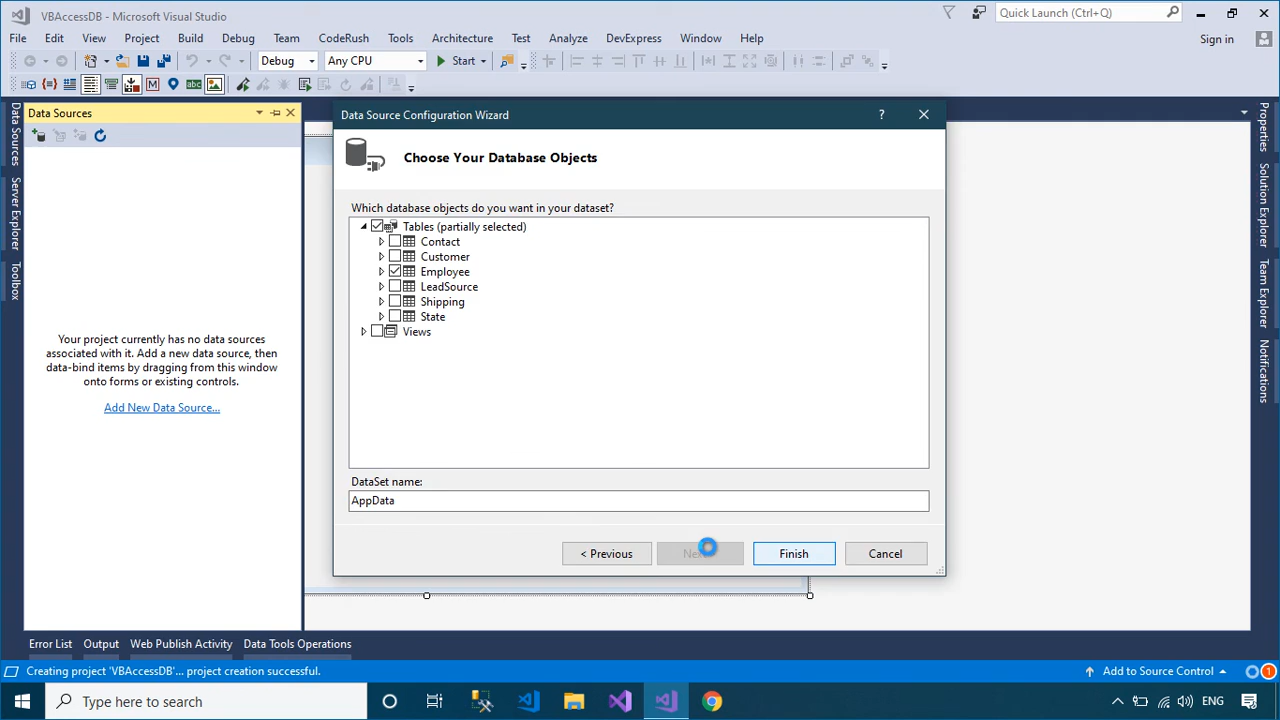 VBAccessDB - Microsoft Visual Studio
Quick Launch (Ctrl+Q)
File Edit View Project Build Debug Team CodeRush Tools Architecture Test Analyze DevExpress Window Help
Sign in
Debug Any CPU Start
M abc
Data Sources
Data Sources
Server Explorer
Toolbox
Your project currently has no data sources
associated with it. Add a new data source, then
data-bind items by dragging from this window
onto forms or existing controls.
Add New Data Source...
Data Source Configuration Wizard
?
Choose Your Database Objects
Which database objects do you want in your dataset?
Tables (partially selected)
Contact
Customer
Employee
LeadSource
Shipping
State
Views
DataSet name:
AppData
< Previous
Finish
Cancel
Properties
Solution Explorer
Team Explorer
Notifications
Error List Output Web Publish Activity Data Tools Operations
Creating project 'VBAccessDB'... project creation successful.
Add to Source Control
1
Type here to search
ENG